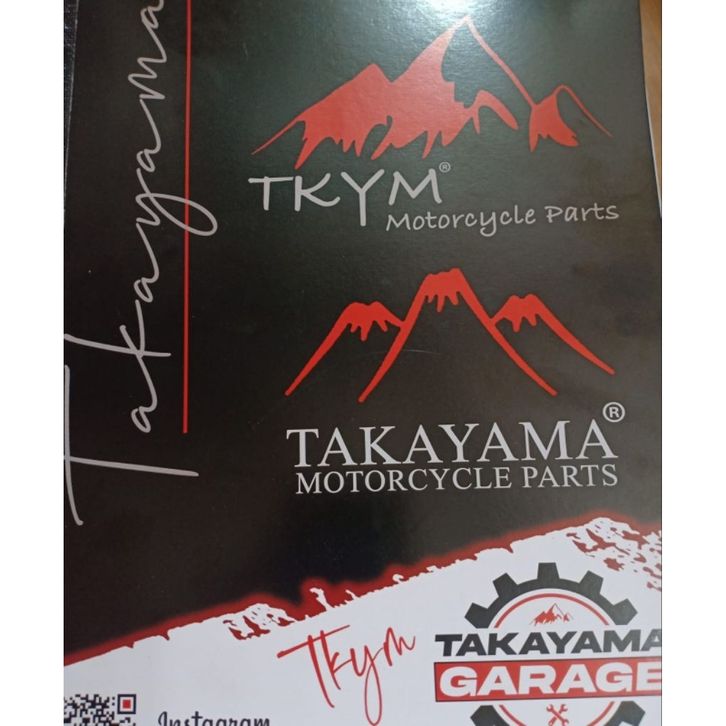 Takayama
TKYM®
Motorcycle Parts
TAKAYAMA®
MOTORCYCLE PARTS
Tkym
TAKAYAMA
GARAGE
Instagram